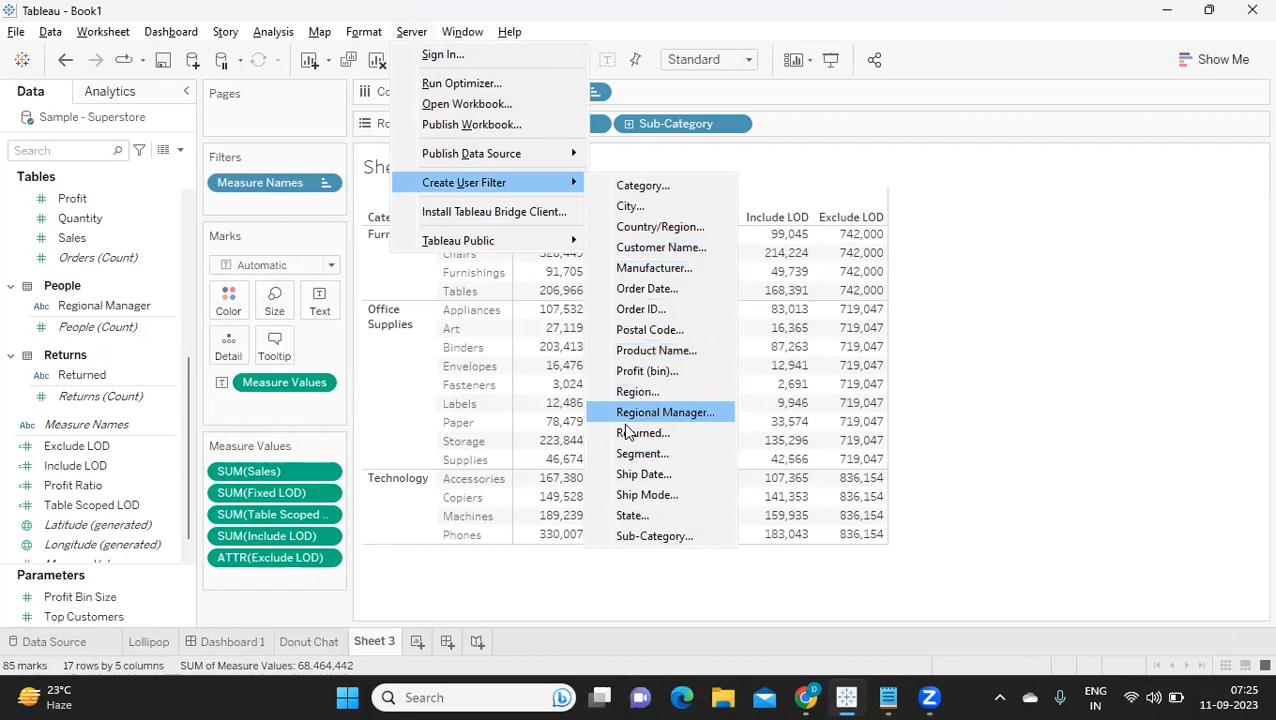 Tableau - Book1
File Data Worksheet Dashboard Story Analysis Map Format Server Window Help
Standard
Show Me
Data Analytics
Sample - Superstore
Search
Tables
Profit
Quantity
Sales
Orders (Count)
People
Abc Regional Manager
People (Count)
Returns
Abc Returned
Returns (Count)
Abc Measure Names
Exclude LOD
Include LOD
Profit Ratio
Table Scoped LOD
Latitude (generated)
Longitude (generated)
Parameters
Profit Bin Size
Top Customers
Pages
Filters
Measure Names
Marks
Automatic
Color Size Text
Detail Tooltip
Measure Values
Measure Values
SUM(Sales)
SUM(Fixed LOD)
SUM(Table Scoped ..
SUM(Include LOD)
ATTR(Exclude LOD)
Sign In...
Run Optimizer...
Open Workbook...
Publish Workbook...
Publish Data Source
Create User Filter
Install Tableau Bridge Client...
Tableau Public
Category...
City...
Country/Region...
Customer Name...
Manufacturer...
Order Date...
Order ID...
Postal Code...
Product Name...
Profit (bin)...
Region...
Regional Manager...
Segment...
Ship Date...
Ship Mode...
State...
Sub-Category...
Sub-Category
Include LOD Exclude LOD
99,045 742,000
214,224 742,000
Furnishings 91,705 49,739 742,000
Tables 206,966 168,391 742,000
Office Supplies Appliances 107,532 83,013 719,047
Art 27,119 16,365 719,047
Binders 203,413 87,263 719,047
Envelopes 16,476 12,941 719,047
Fasteners 3,024 2,691 719,047
Labels 12,486 9,946 719,047
Paper 78,479 33,574 719,047
Storage 223,844 135,296 719,047
Supplies 46,674 42,566 719,047
Technology Accessories 167,380 107,365 836,154
Copiers 149,528 141,353 836,154
Machines 189,239 159,935 836,154
Phones 330,007 183,043 836,154
Data Source Lollipop Dashboard 1 Donut Chat Sheet 3
85 marks 17 rows by 5 columns SUM of Measure Values: 68,464,442
23°C
Haze
Search
ENG
IN
07:25
11-09-2023